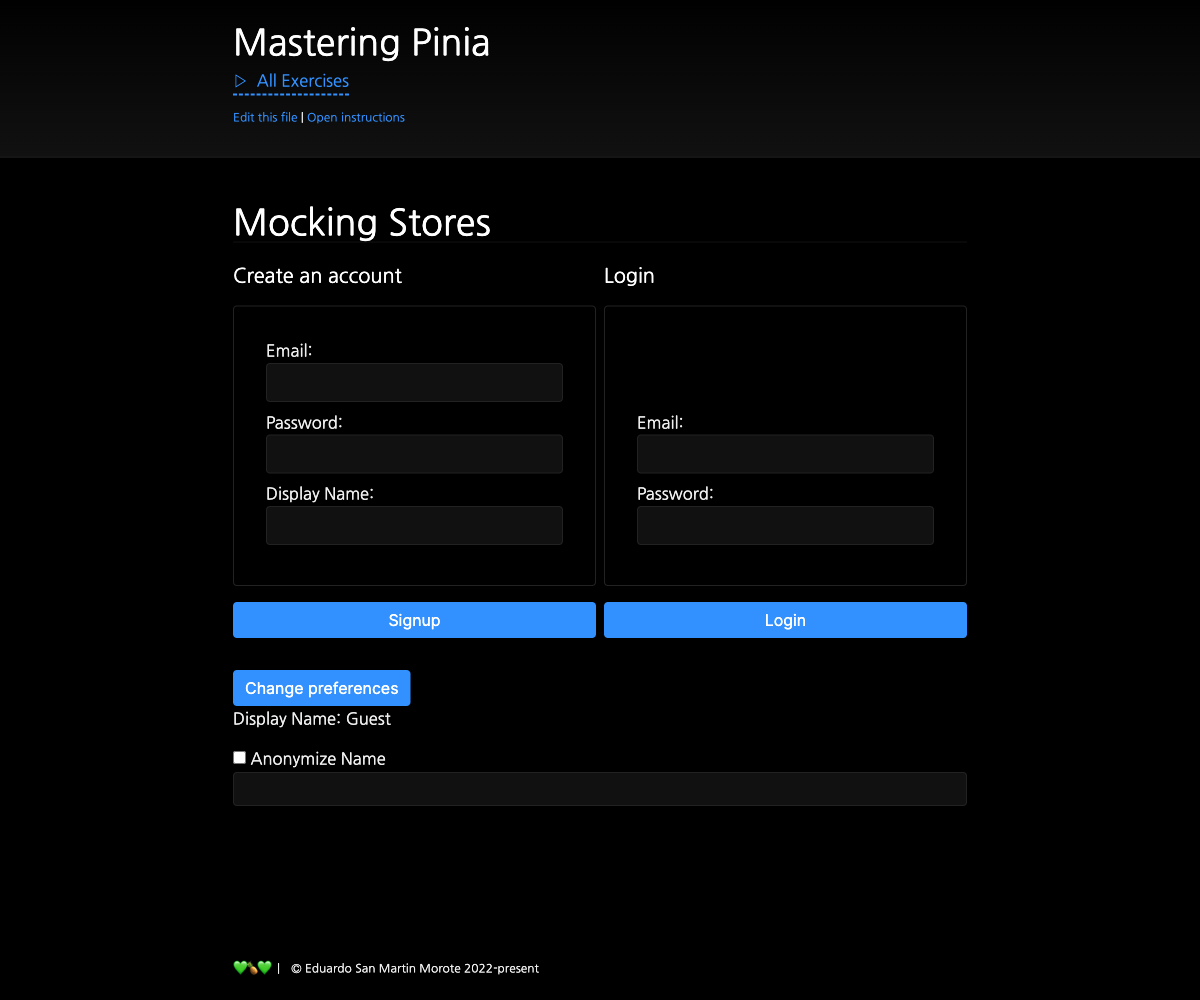 Mastering Pinia
▷ All Exercises
Edit this file | Open instructions
Mocking Stores
Create an account
Email:
Password:
Display Name:
Signup
Login
Email:
Password:
Login
Change preferences
Display Name: Guest
Anonymize Name
💚🍍💚 | © Eduardo San Martin Morote 2022-present